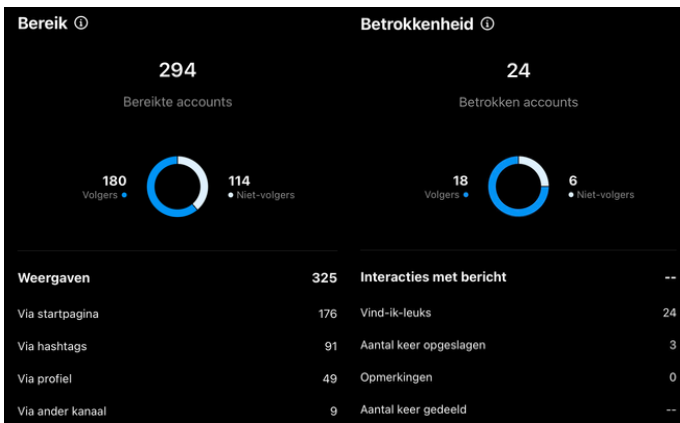 Bereik
294
Bereikte accounts
180
Volgers
114
Niet-volgers
Weergaven 325
Via startpagina 176
Via hashtags 91
Via profiel 49
Via ander kanaal 9
Betrokkenheid
24
Betrokken accounts
18
Volgers
6
Niet-volgers
Interacties met bericht --
Vind-ik-leuks 24
Aantal keer opgeslagen 3
Opmerkingen 0
Aantal keer gedeeld --